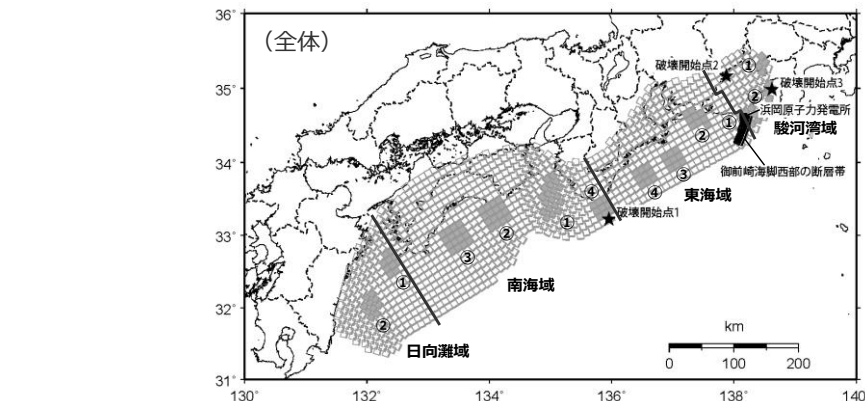 36°
(全体)
破壊開始点2
①
35°
破壊開始点3
②
浜岡原子力発電所
①
②
駿河湾域
34°
御前崎海脚西部の断層帯
③
④
④
東海域
破壊開始点1
33°
①
②
③
南海域
①
32°
②
km
日向灘域
0 100 200
31°
130° 132° 134° 136° 138° 140